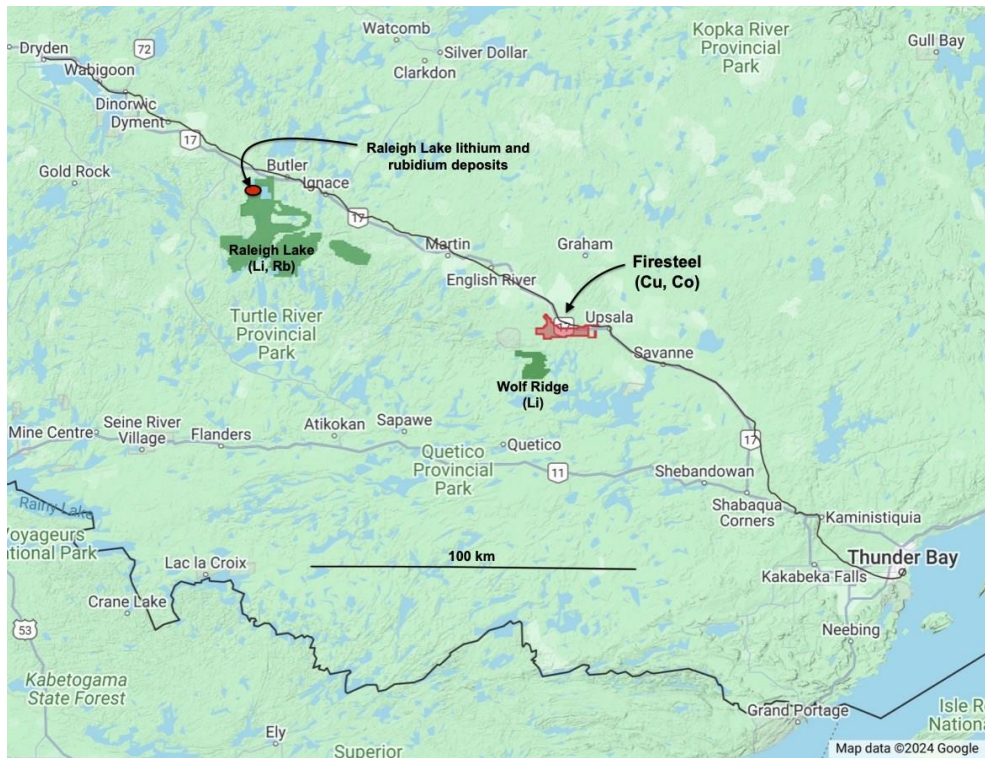 Watcomb
Kopka River
Provincial
Park
Gull Bay
Dryden
72
Silver Dollar
Clarkdon
Wabigoon
Dinorwic
Dyment
17
Raleigh Lake lithium and
rubidium deposits
Gold Rock
Butler
Ignace
17
Raleigh Lake
(Li, Rb)
Martin
Graham
English River
Firesteel
(Cu, Co)
Turtle River
Provincial
Park
17
Upsala
Savanne
Wolf Ridge
(Li)
Mine Centre
Seine River
Village
Flanders
Atikokan
Sapawe
Quetico
Quetico
Provincial
Park
11
17
Shebandowan
Shabaqua
Corners
Kaministiquia
Rainy Lake
Voyageurs
National Park
Lac la Croix
100 km
Thunder Bay
Kakabeka Falls
Crane Lake
53
Neebing
Kabetogama
State Forest
Grand Portage
Ely
Superior
Isle R
Nation
Map data ©2024 Google